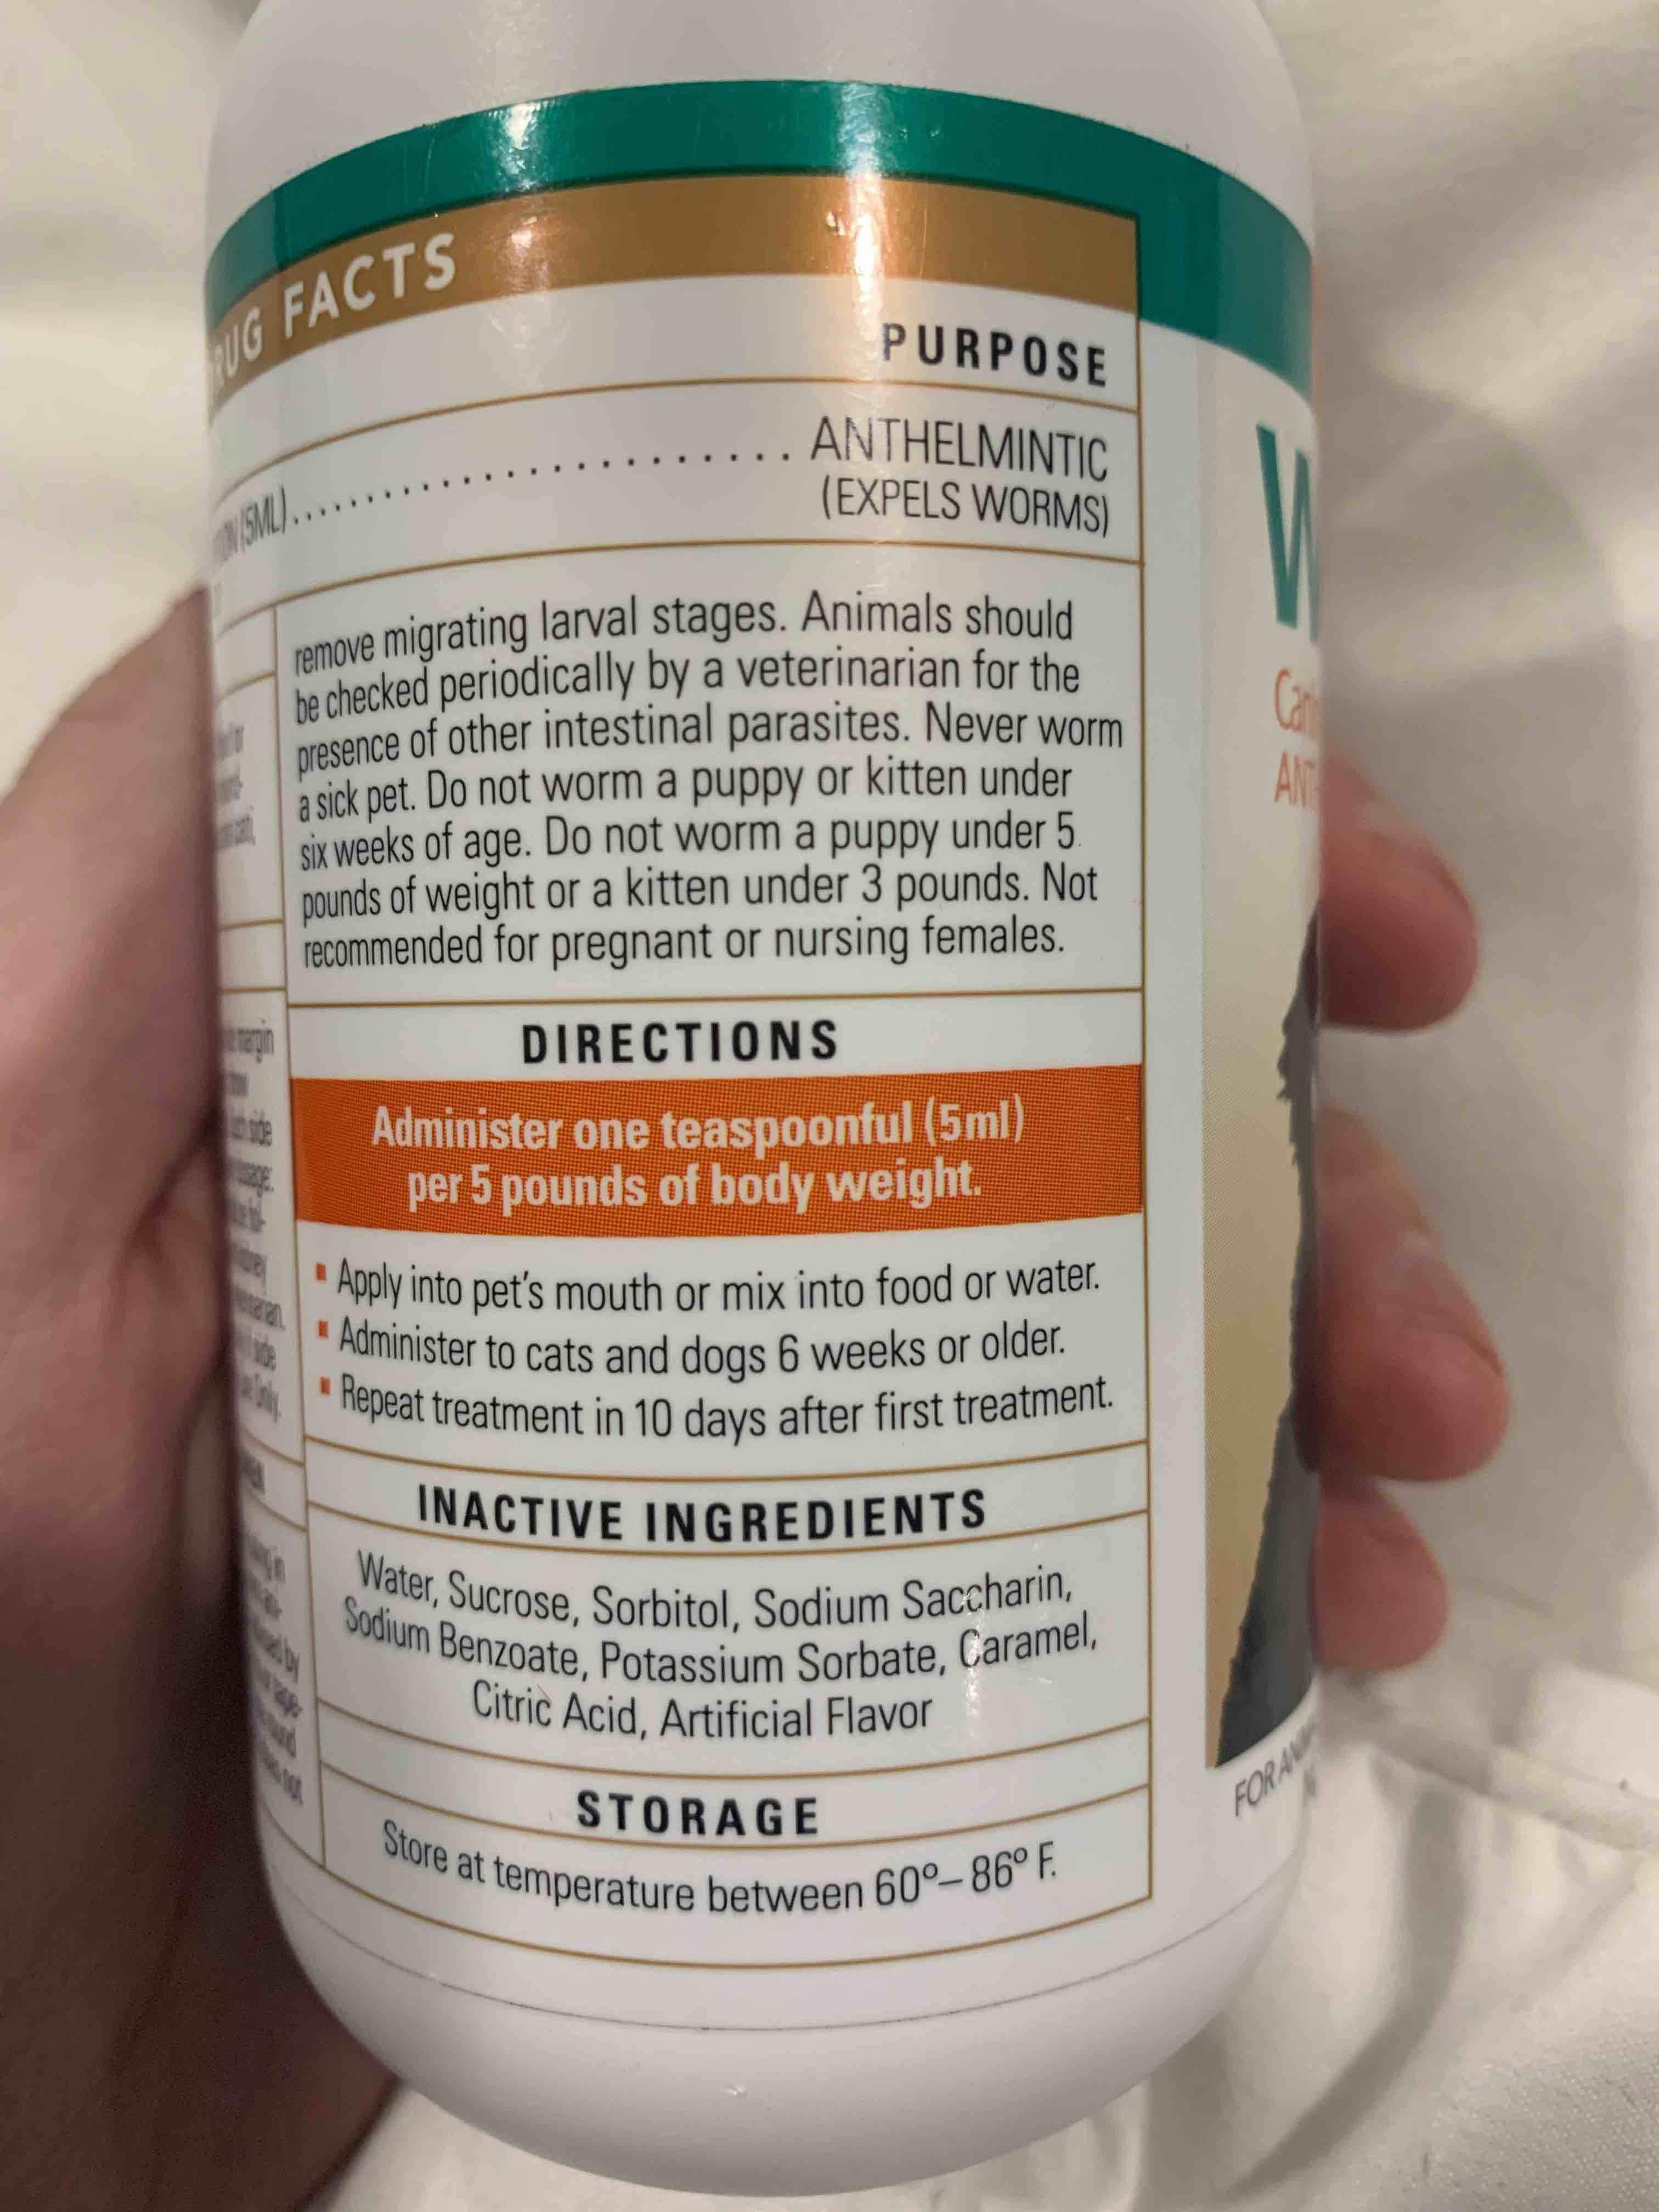 FACTS
PURPOSE
(5ML)................................ ANTHELMINTIC
(EXPELS WORMS)
remove migrating larval stages. Animals should
be checked periodically by a veterinarian for the
presence of other intestinal parasites. Never worm
a sick pet. Do not worm a puppy or kitten under
six weeks of age. Do not worm a puppy under 5
pounds of weight or a kitten under 3 pounds. Not
recommended for pregnant or nursing females.
DIRECTIONS
Administer one teaspoonful (5ml)
per 5 pounds of body weight.
▪ Apply into pet's mouth or mix into food or water.
▪ Administer to cats and dogs 6 weeks or older.
▪ Repeat treatment in 10 days after first treatment.
INACTIVE INGREDIENTS
Water, Sucrose, Sorbitol, Sodium Saccharin,
Sodium Benzoate, Potassium Sorbate, Caramel,
Citric Acid, Artificial Flavor
STORAGE
Store at temperature between 60°–86° F.
margin
side
FOR